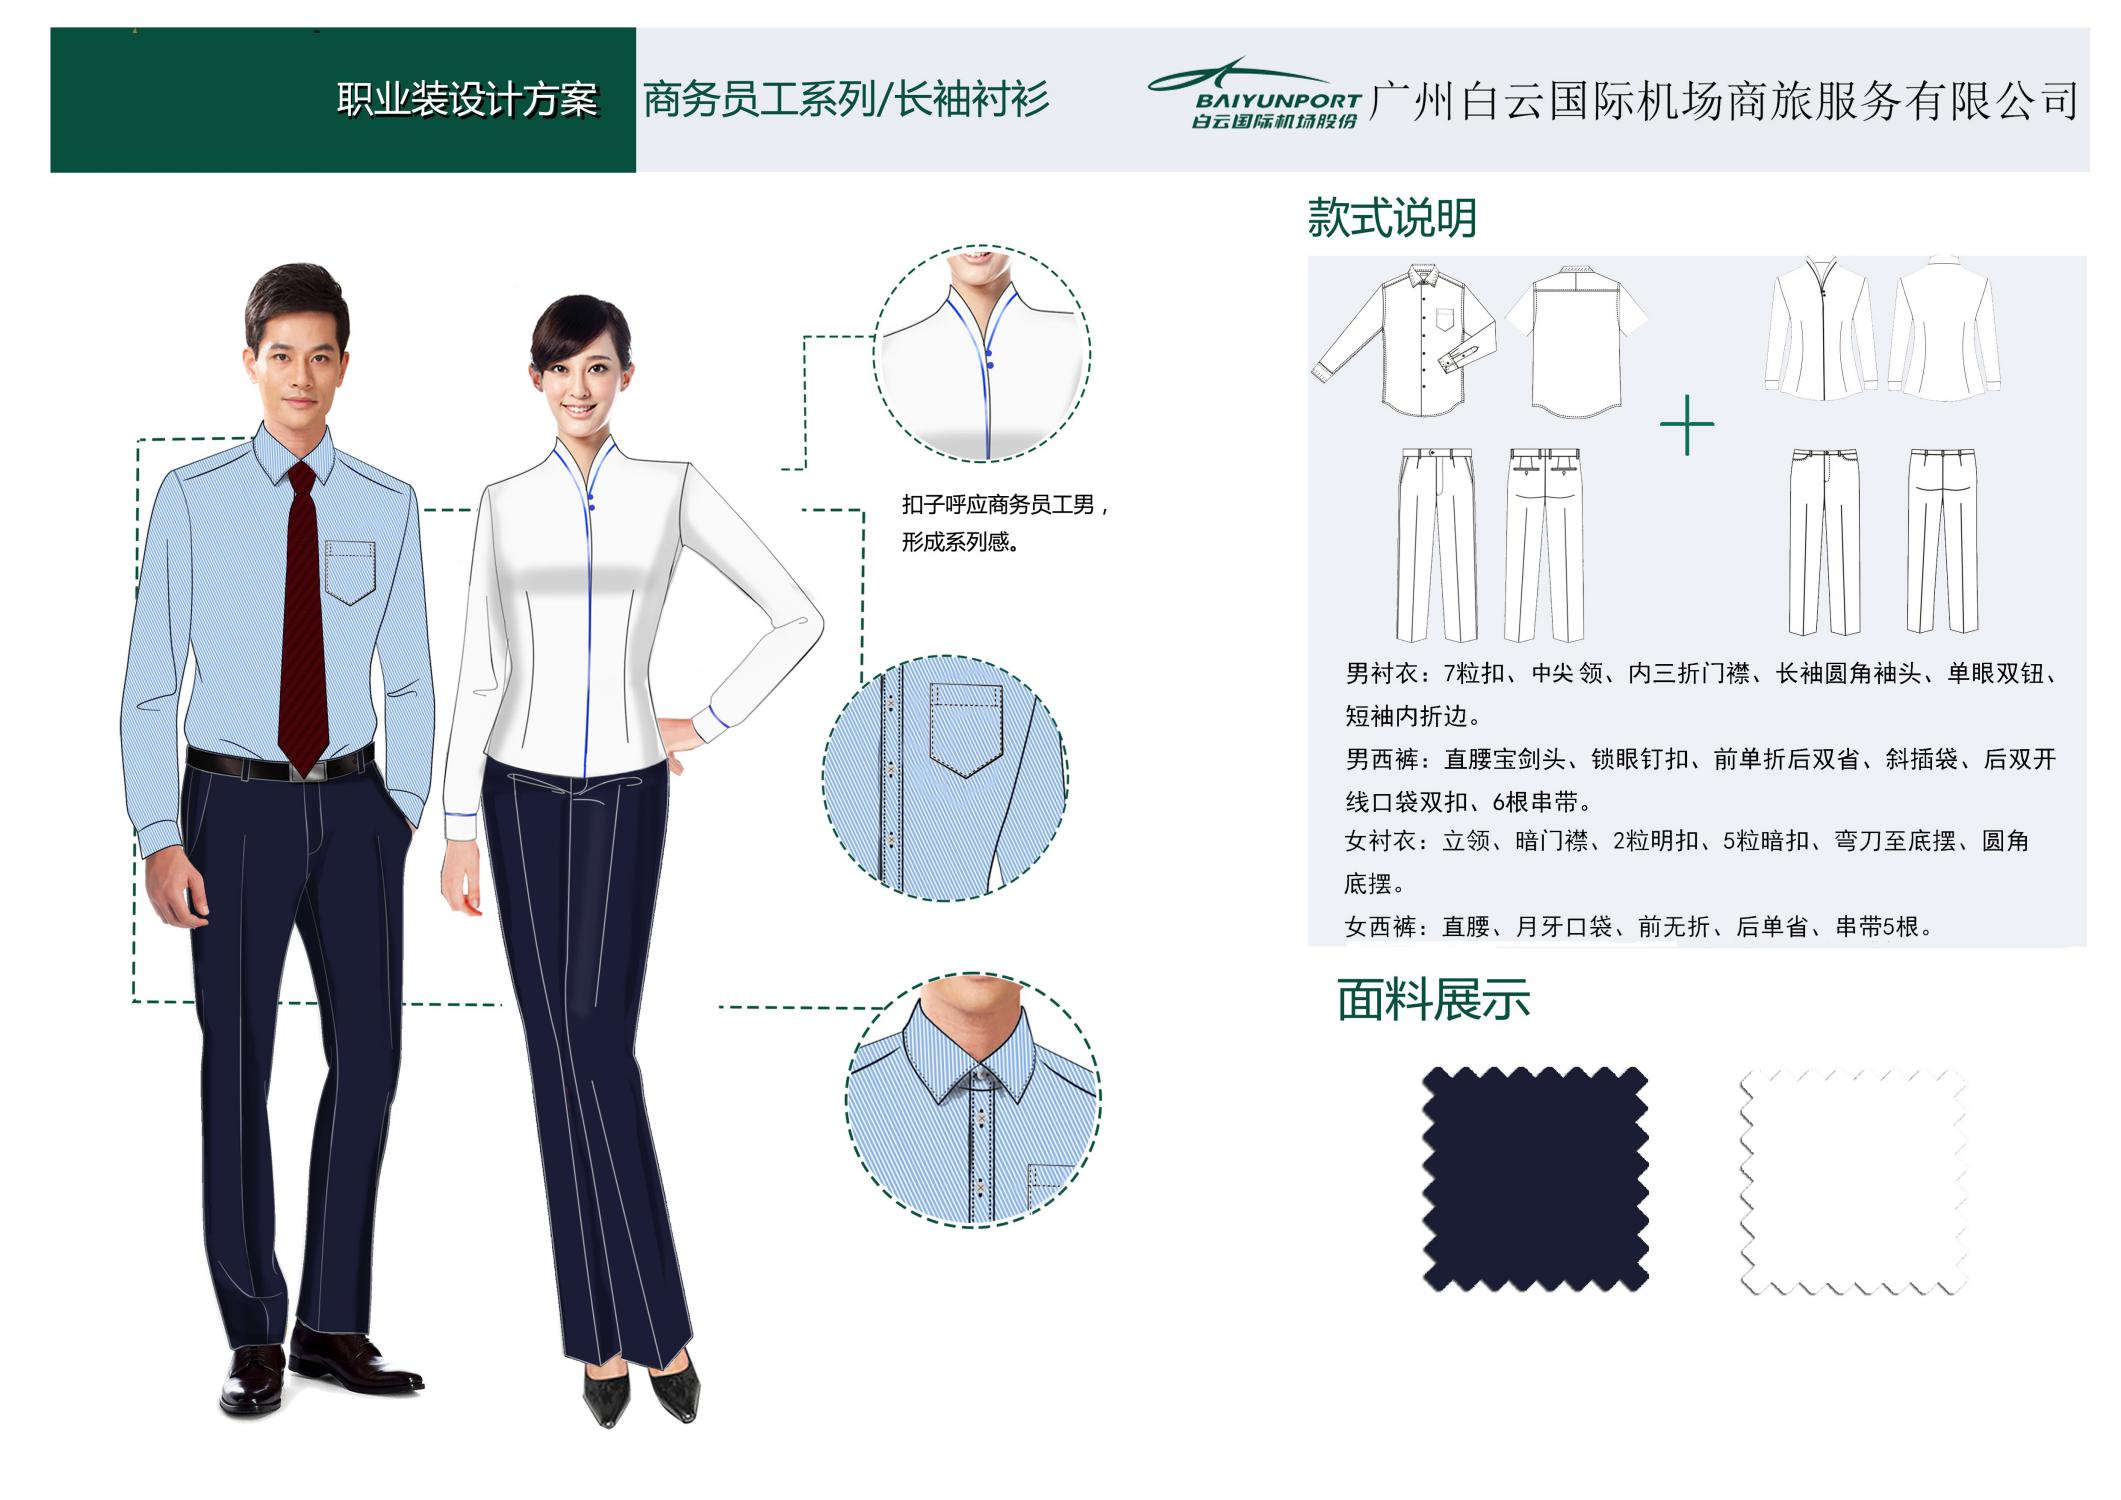 职业装设计方案
商务员工系列/长袖衬衫
BAIYUNPORT
白云国际机场股份
广州白云国际机场商旅服务有限公司
款式说明
扣子呼应商务员工男，
形成系列感。
男衬衣：7粒扣、中尖 领、内三折门襟、长袖圆角袖头、单眼双钮、
短袖内折边。
男西裤：直腰宝剑头、锁眼钉扣、前单折后双省、斜插袋、后双开
线口袋双扣、6根串带。
女衬衣：立领、暗门襟、2粒明扣、5粒暗扣、弯刀至底摆、圆角
底摆。
女西裤：直腰、月牙口袋、前无折、后单省、串带5根。
面料展示